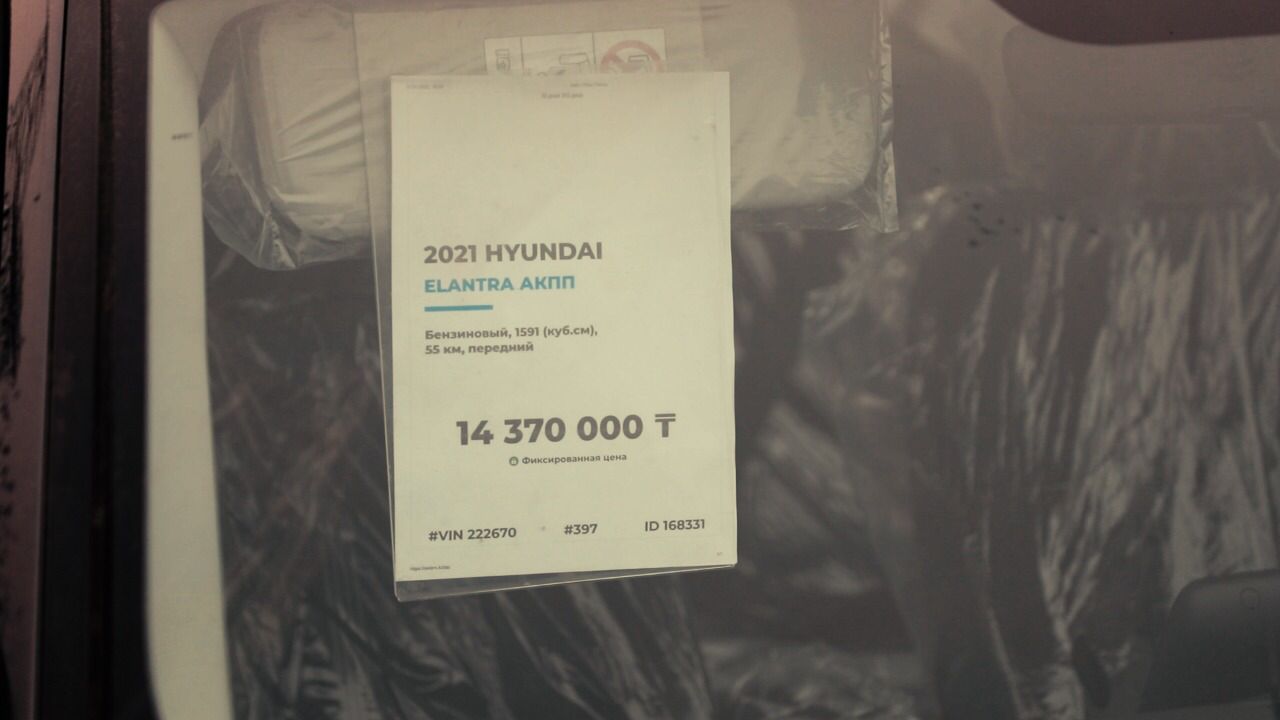 2021 HYUNDAI
ELANTRA АКПП
Бензиновый, 1591 (куб.см),
55 км, передний
14 370 000 ₸
Фиксированная цена
#VIN 222670 #397 ID 168331